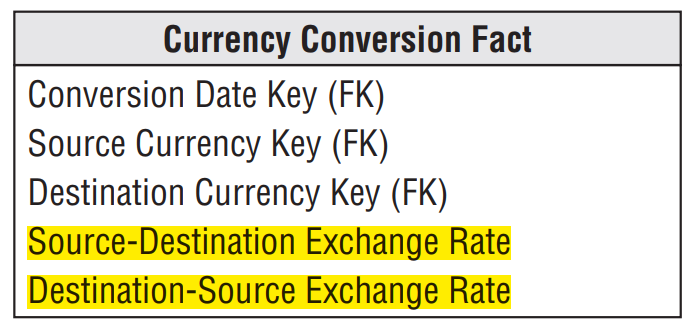 Currency Conversion Fact
Conversion Date Key (FK)
Source Currency Key (FK)
Destination Currency Key (FK)
Source-Destination Exchange Rate
Destination-Source Exchange Rate